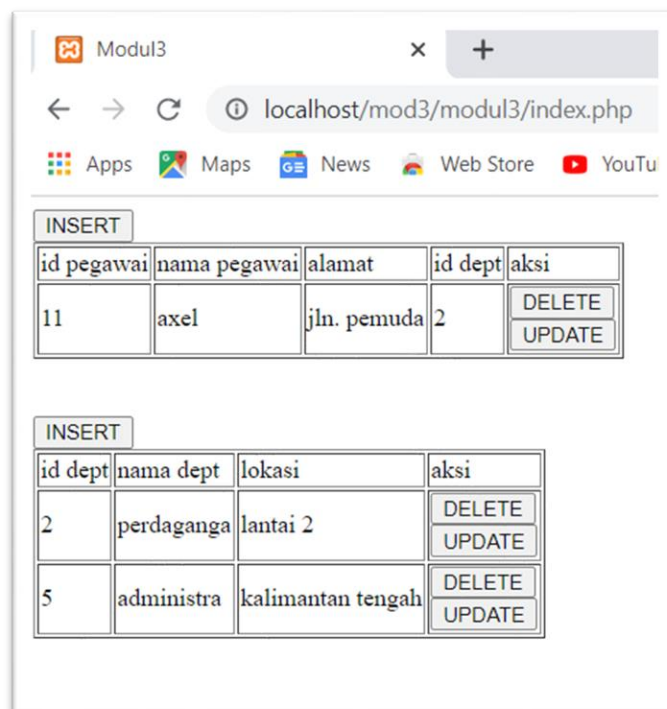 Modul3
localhost/mod3/modul3/index.php
Apps Maps News Web Store YouTu
INSERT
id pegawai nama pegawai alamat id dept aksi
11 axel jln. pemuda 2 DELETE
UPDATE
INSERT
id dept nama dept lokasi aksi
2 perdaganga lantai 2 DELETE
UPDATE
5 administra kalimantan tengah DELETE
UPDATE